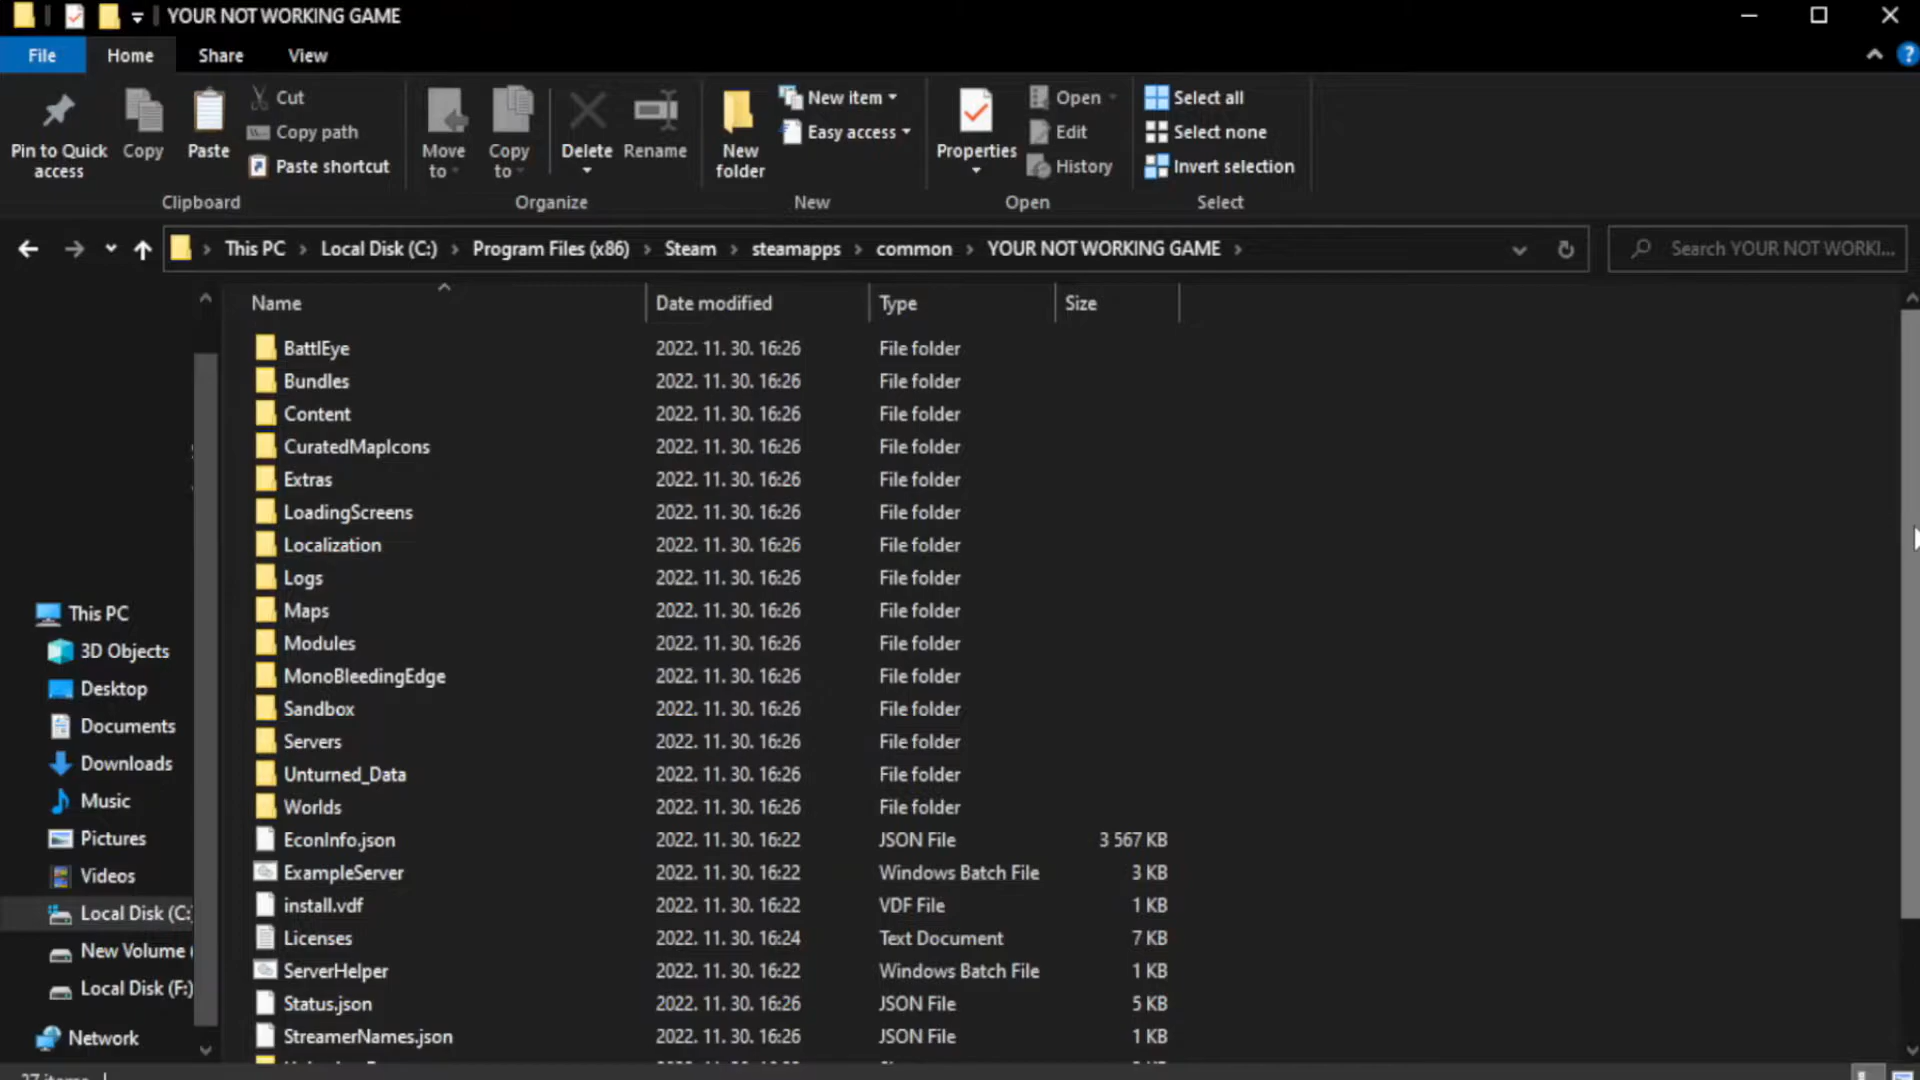 YOUR NOT WORKING GAME
File Home Share View
Pin to Quick access
Copy
Paste
Cut
Copy path
Paste shortcut
Clipboard
Move to
Copy to
Delete
Rename
Organize
New folder
New item
Easy access
New
Properties
Open
Edit
History
Open
Select all
Select none
Invert selection
Select
This PC Local Disk (C:) Program Files (x86) Steam steamapps common YOUR NOT WORKING GAME
Search YOUR NOT WORKI...
Name Date modified Type Size
BattlEye 2022. 11. 30. 16:26 File folder
Bundles 2022. 11. 30. 16:26 File folder
Content 2022. 11. 30. 16:26 File folder
CuratedMapIcons 2022. 11. 30. 16:26 File folder
Extras 2022. 11. 30. 16:26 File folder
LoadingScreens 2022. 11. 30. 16:26 File folder
Localization 2022. 11. 30. 16:26 File folder
Logs 2022. 11. 30. 16:26 File folder
Maps 2022. 11. 30. 16:26 File folder
Modules 2022. 11. 30. 16:26 File folder
MonoBleedingEdge 2022. 11. 30. 16:26 File folder
Sandbox 2022. 11. 30. 16:26 File folder
Servers 2022. 11. 30. 16:26 File folder
Unturned_Data 2022. 11. 30. 16:26 File folder
Worlds 2022. 11. 30. 16:26 File folder
EconInfo.json 2022. 11. 30. 16:22 JSON File 3 567 KB
ExampleServer 2022. 11. 30. 16:22 Windows Batch File 3 KB
install.vdf 2022. 11. 30. 16:22 VDF File 1 KB
Licenses 2022. 11. 30. 16:24 Text Document 7 KB
ServerHelper 2022. 11. 30. 16:22 Windows Batch File 1 KB
Status.json 2022. 11. 30. 16:26 JSON File 5 KB
StreamerNames.json 2022. 11. 30. 16:26 JSON File 1 KB
This PC
3D Objects
Desktop
Documents
Downloads
Music
Pictures
Videos
Local Disk (C:
New Volume (
Local Disk (F:)
Network